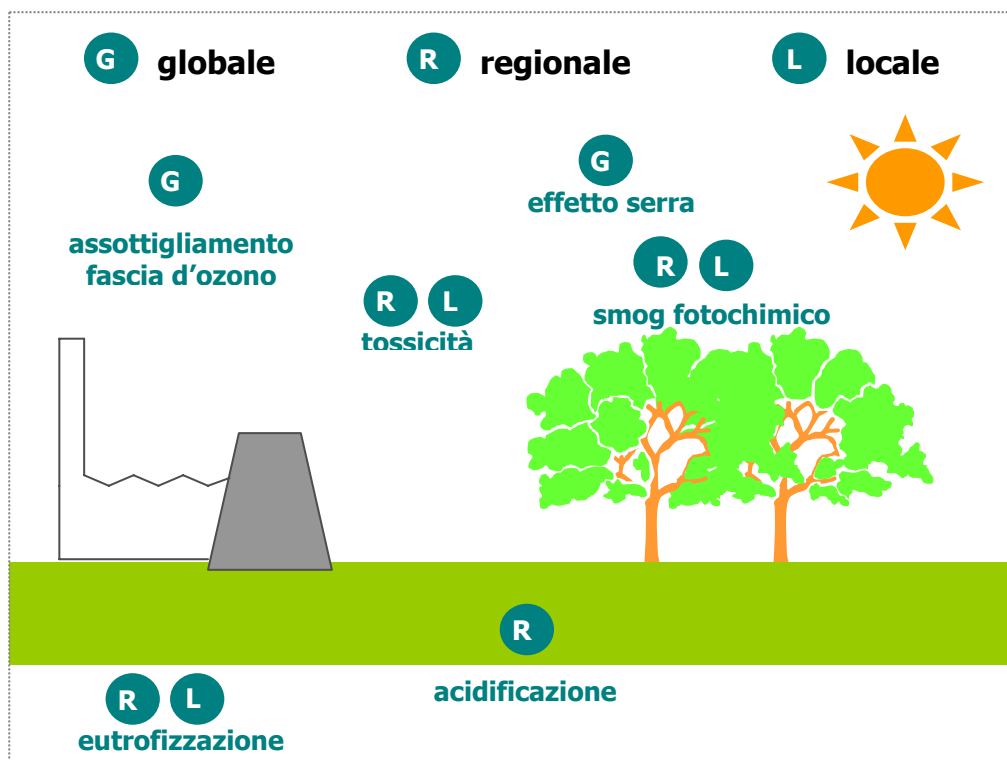 G globale R regionale L locale
G
effetto serra
G
assottigliamento
fascia d'ozono
R L
smog fotochimico
R L
tossicità
R
acidificazione
R L
eutrofizzazione